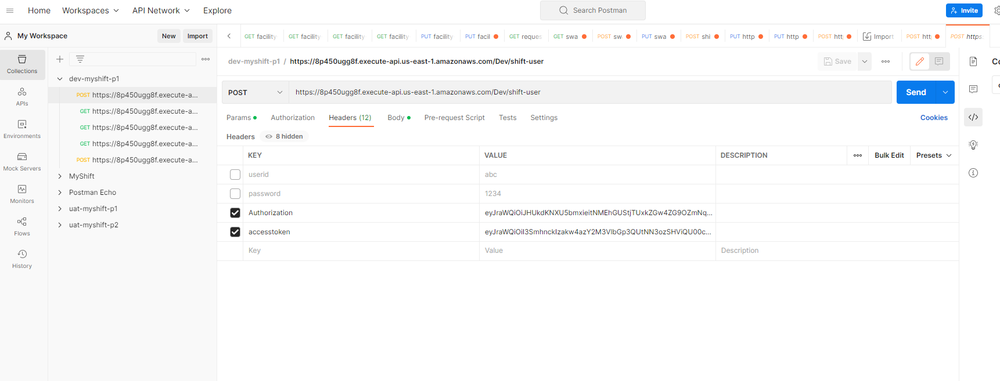 Home Workspaces API Network Explore Search Postman Invite
My Workspace New Import
GET facility GET facility GET facility GET facility PUT facility PUT facil GET reques GET swa POST sw PUT swa POST shi PUT http PUT http POST htt Import POST htt POST https:
dev-myshift-p1 / https://8p450ugg8f.execute-api.us-east-1.amazonaws.com/Dev/shift-user Save
Collections
APIs
Environments
Mock Servers
Monitors
Flows
History
dev-myshift-p1
POST https://8p450ugg8f.execute-a...
GET https://8p450ugg8f.execute-a...
GET https://8p450ugg8f.execute-a...
GET https://8p450ugg8f.execute-a...
POST https://8p450ugg8f.execute-a...
MyShift
Postman Echo
uat-myshift-p1
uat-myshift-p2
POST https://8p450ugg8f.execute-api.us-east-1.amazonaws.com/Dev/shift-user Send
Params Authorization Headers (12) Body Pre-request Script Tests Settings Cookies
Headers 8 hidden
KEY VALUE DESCRIPTION Bulk Edit Presets
userid abc
password 1234
Authorization eyJraWQiOiJHUkdKNXU5bmxieitNMEhGUStjTUxkZGw4ZG9OZmNq...
accesstoken eyJraWQiOiI3SmhnckIzakw4azY2M3VlbGp3QUtNN3ozSHViQU00c...
Key Value Description